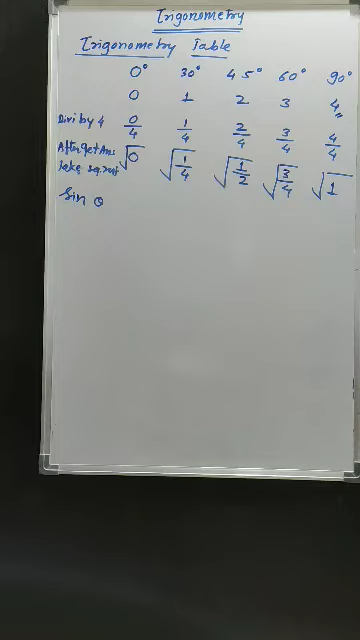 Trigonometry
Trigonometry Table
0° 30° 45° 60° 90°
0 1 2 3 4
Divi by 4 0/4 1/4 2/4 3/4 4/4
After get Ans √0 √1/4 √1/2 √3/4 √1
take sq.root
Sin θ